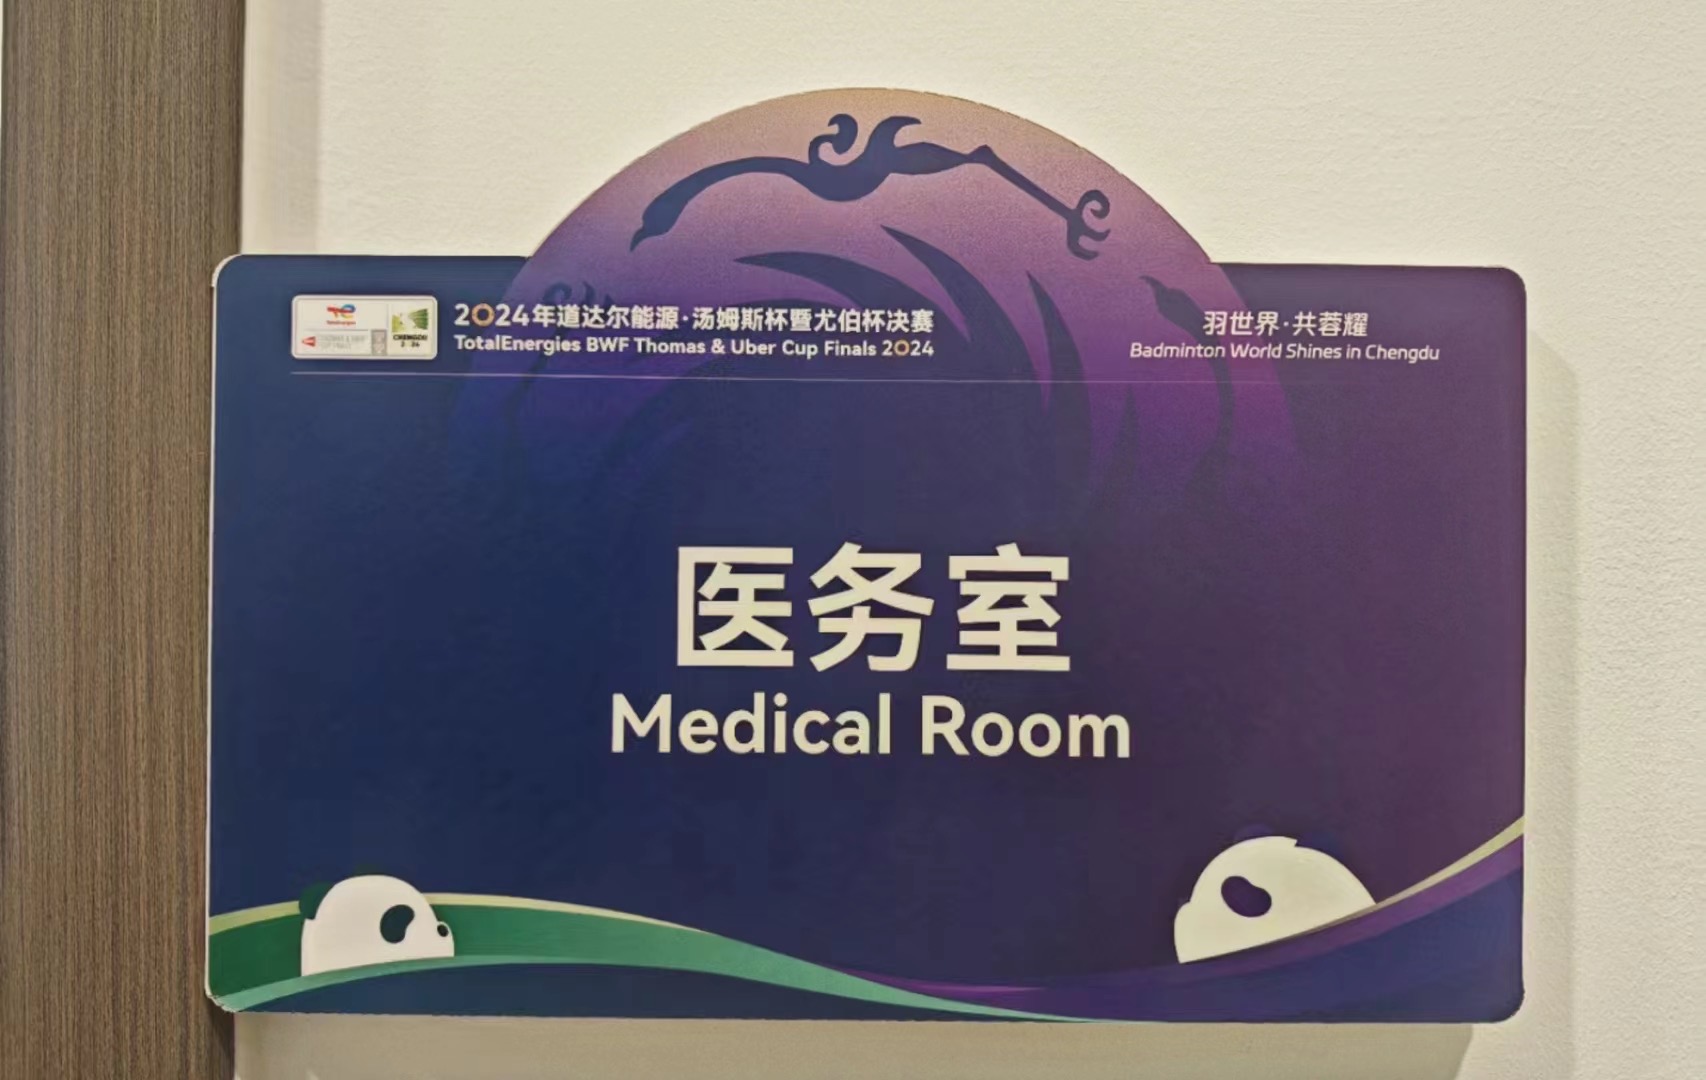 2024年道达尔能源·汤姆斯杯暨尤伯杯决赛
TotalEnergies BWF Thomas & Uber Cup Finals 2024
羽世界·共蓉耀
Badminton World Shines in Chengdu
CHENGDU
医务室
Medical Room